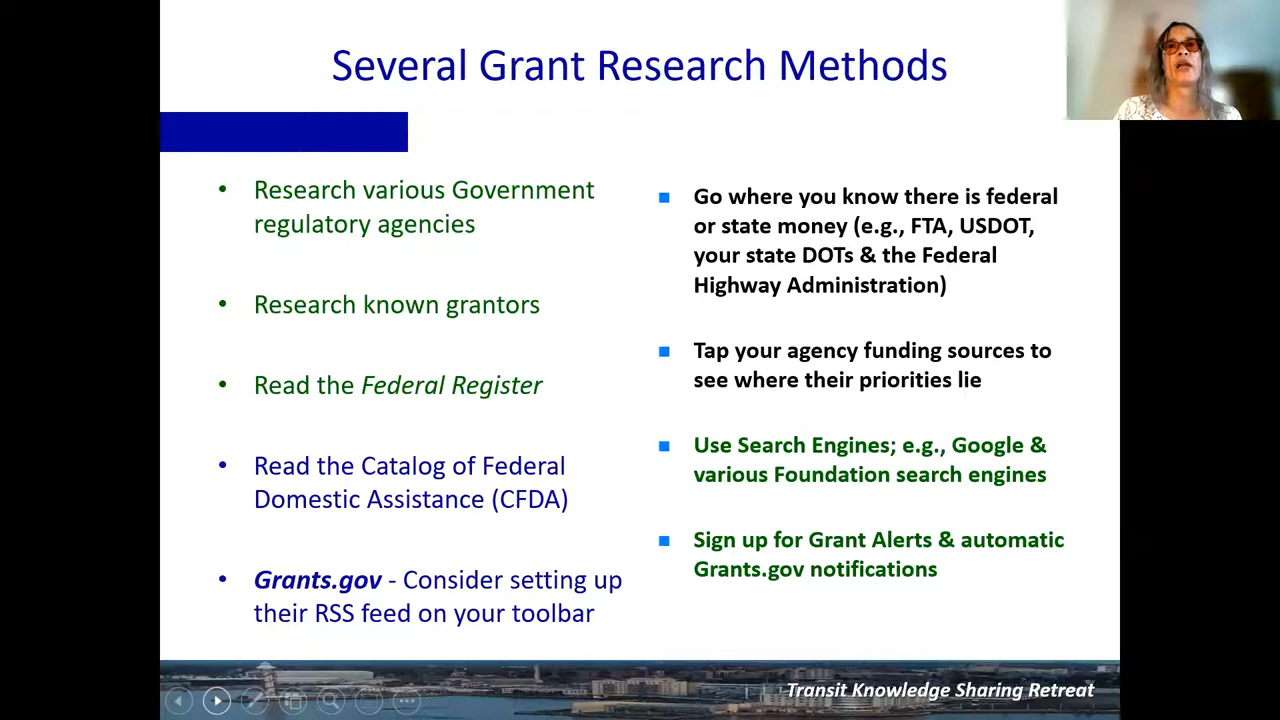 Several Grant Research Methods
• Research various Government
regulatory agencies
• Research known grantors
• Read the Federal Register
• Read the Catalog of Federal
Domestic Assistance (CFDA)
• Grants.gov - Consider setting up
their RSS feed on your toolbar
■ Go where you know there is federal
or state money (e.g., FTA, USDOT,
your state DOTs & the Federal
Highway Administration)
■ Tap your agency funding sources to
see where their priorities lie
■ Use Search Engines; e.g., Google &
various Foundation search engines
■ Sign up for Grant Alerts & automatic
Grants.gov notifications
Transit Knowledge Sharing Retreat